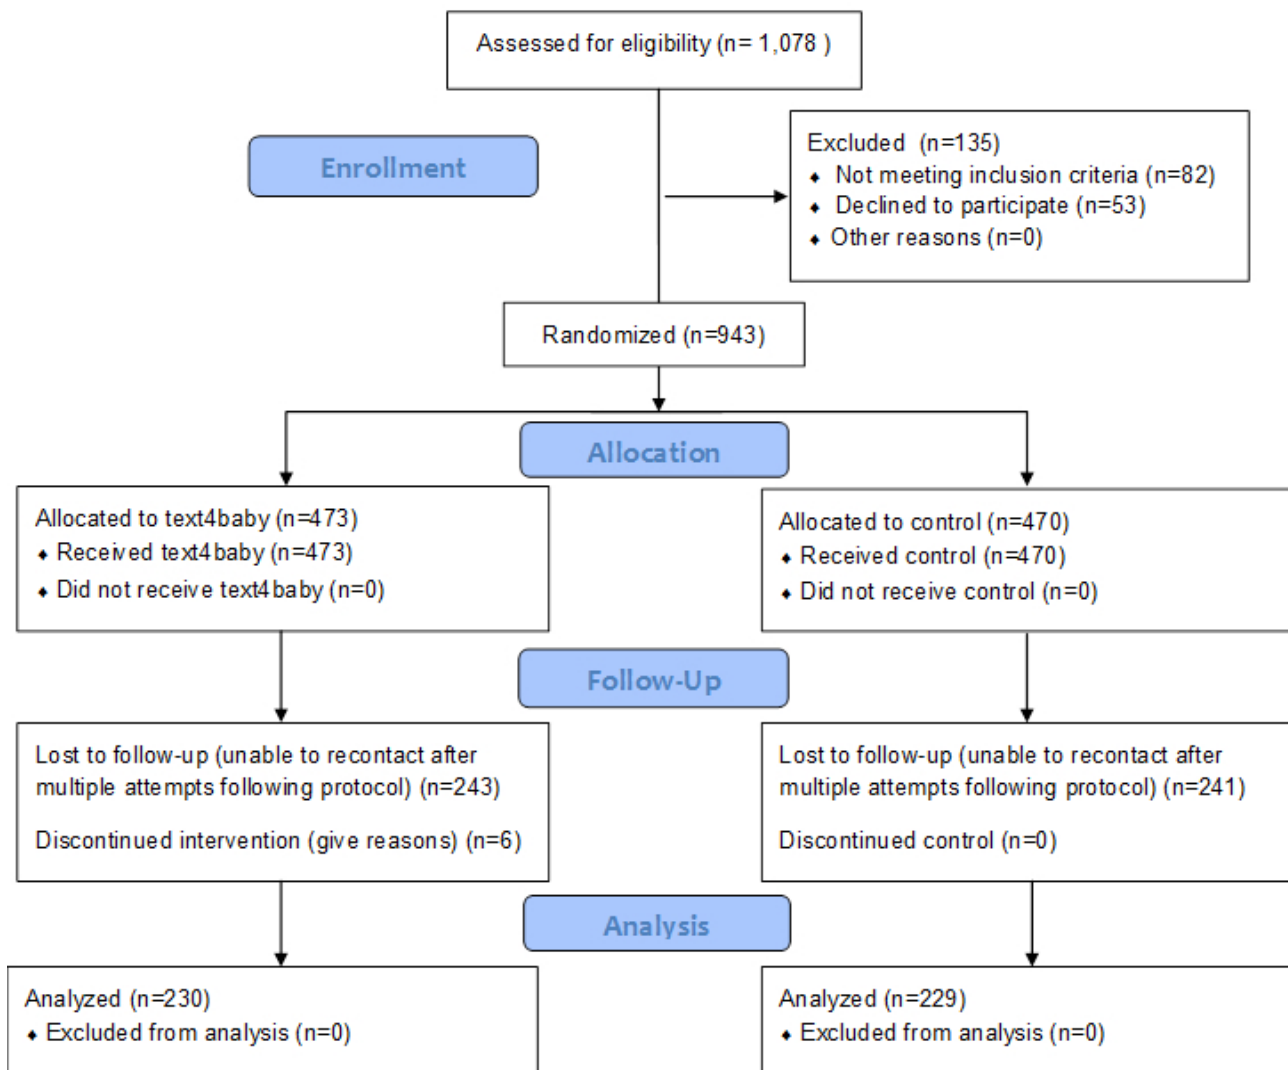 Assessed for eligibility (n= 1,078 )
Enrollment
Excluded (n=135)
♦ Not meeting inclusion criteria (n=82)
♦ Declined to participate (n=53)
♦ Other reasons (n=0)
Randomized (n=943)
Allocation
Allocated to text4baby (n=473)
♦ Received text4baby (n=473)
♦ Did not receive text4baby (n=0)
Allocated to control (n=470)
♦ Received control (n=470)
♦ Did not receive control (n=0)
Follow-Up
Lost to follow-up (unable to recontact after
multiple attempts following protocol) (n=243)
Discontinued intervention (give reasons) (n=6)
Lost to follow-up (unable to recontact after
multiple attempts following protocol) (n=241)
Discontinued control (n=0)
Analysis
Analyzed (n=230)
♦ Excluded from analysis (n=0)
Analyzed (n=229)
♦ Excluded from analysis (n=0)